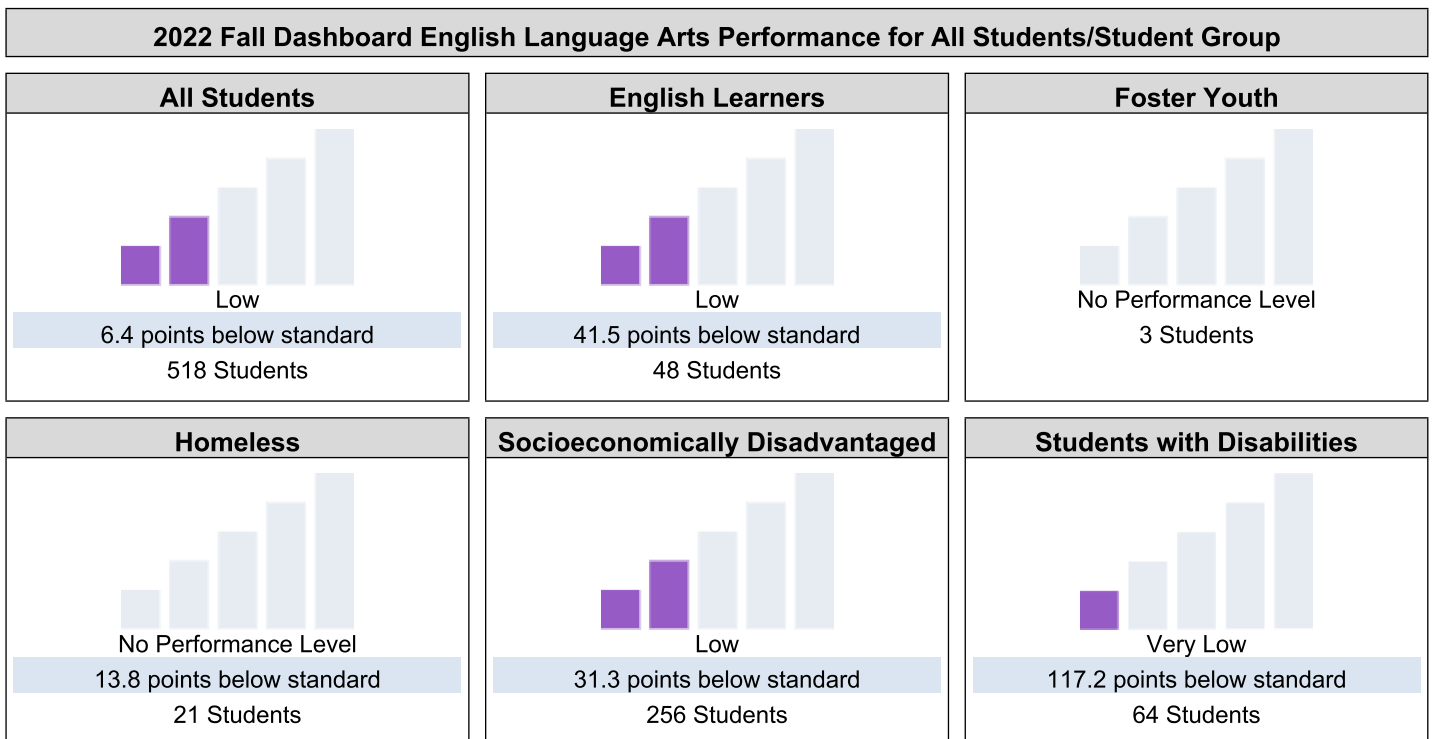 2022 Fall Dashboard English Language Arts Performance for All Students/Student Group
All Students
Low
6.4 points below standard
518 Students
English Learners
Low
41.5 points below standard
48 Students
Foster Youth
No Performance Level
3 Students
Homeless
No Performance Level
13.8 points below standard
21 Students
Socioeconomically Disadvantaged
Low
31.3 points below standard
256 Students
Students with Disabilities
Very Low
117.2 points below standard
64 Students